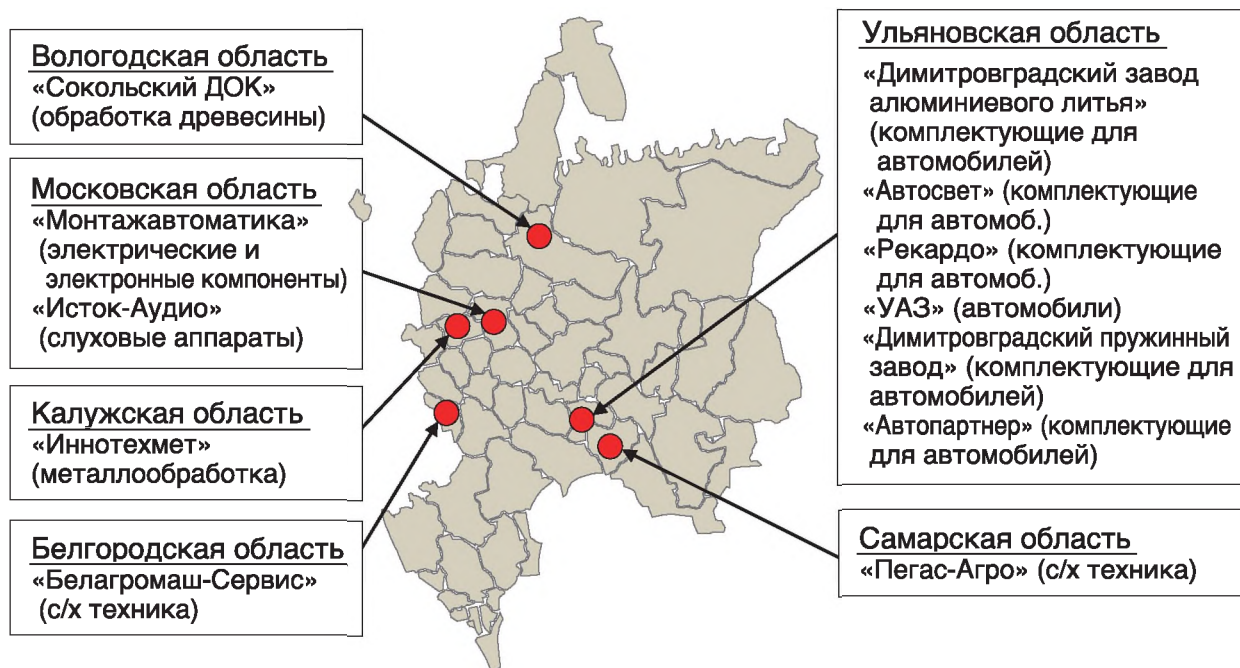 Вологодская область
«Сокольский ДОК»
(обработка древесины)
Московская область
«Монтажавтоматика»
(электрические и
электронные компоненты)
«Исток-Аудио»
(слуховые аппараты)
Калужская область
«Иннотехмет»
(металлообработка)
Белгородская область
«Белагромаш-Сервис»
(с/х техника)
Ульяновская область
«Димитровградский завод
алюминиевого литья»
(комплектующие для
автомобилей)
«Автосвет» (комплектующие
для автомоб.)
«Рекардо» (комплектующие
для автомоб.)
«УАЗ» (автомобили)
«Димитровградский пружинный
завод» (комплектующие для
автомобилей)
«Автопартнер» (комплектующие
для автомобилей)
Самарская область
«Пегас-Агро» (с/х техника)